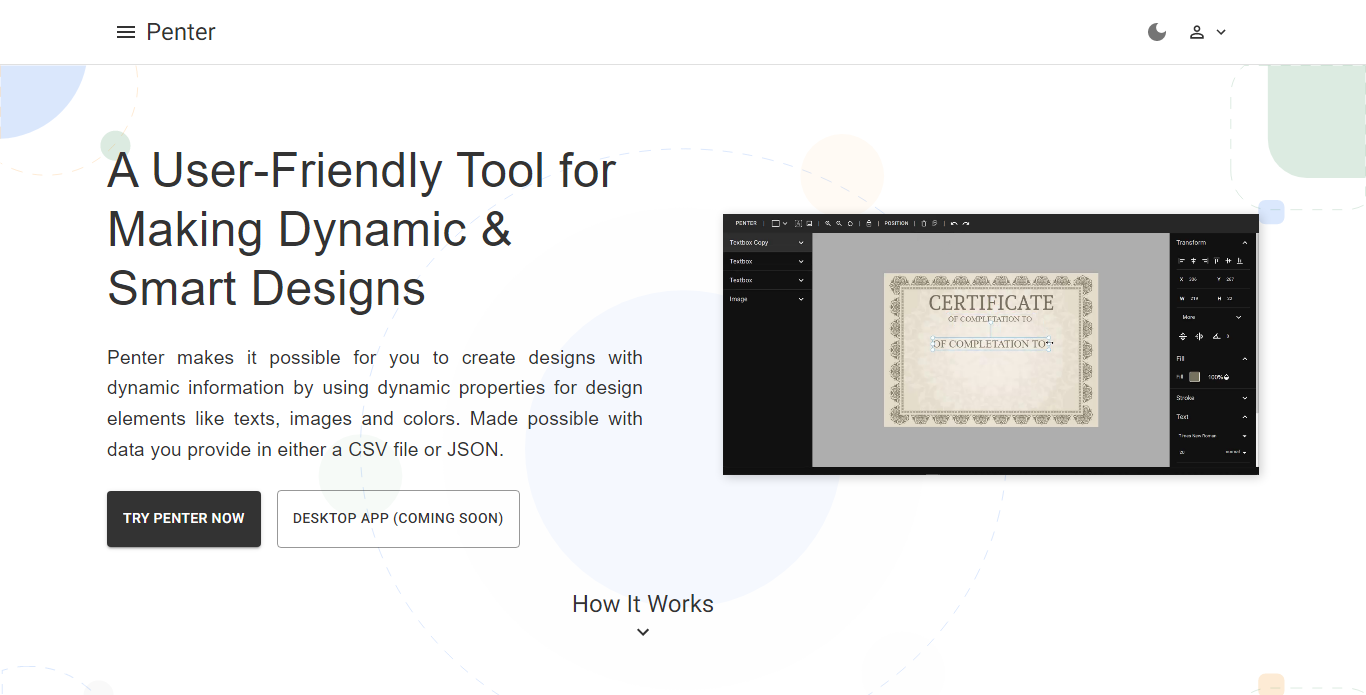 Penter
A User-Friendly Tool for
Making Dynamic &
Smart Designs
Penter makes it possible for you to create designs with
dynamic information by using dynamic properties for design
elements like texts, images and colors. Made possible with
data you provide in either a CSV file or JSON.
TRY PENTER NOW
DESKTOP APP (COMING SOON)
PENTER
POSITION
Textbox Copy
Textbox
Textbox
Image
CERTIFICATE
OF COMPLETATION TO
OF COMPLETATION TO
Transform
X
Y
W
H
More
Fill
Fill
100%
Stroke
Text
Times New Roman
normal
How It Works